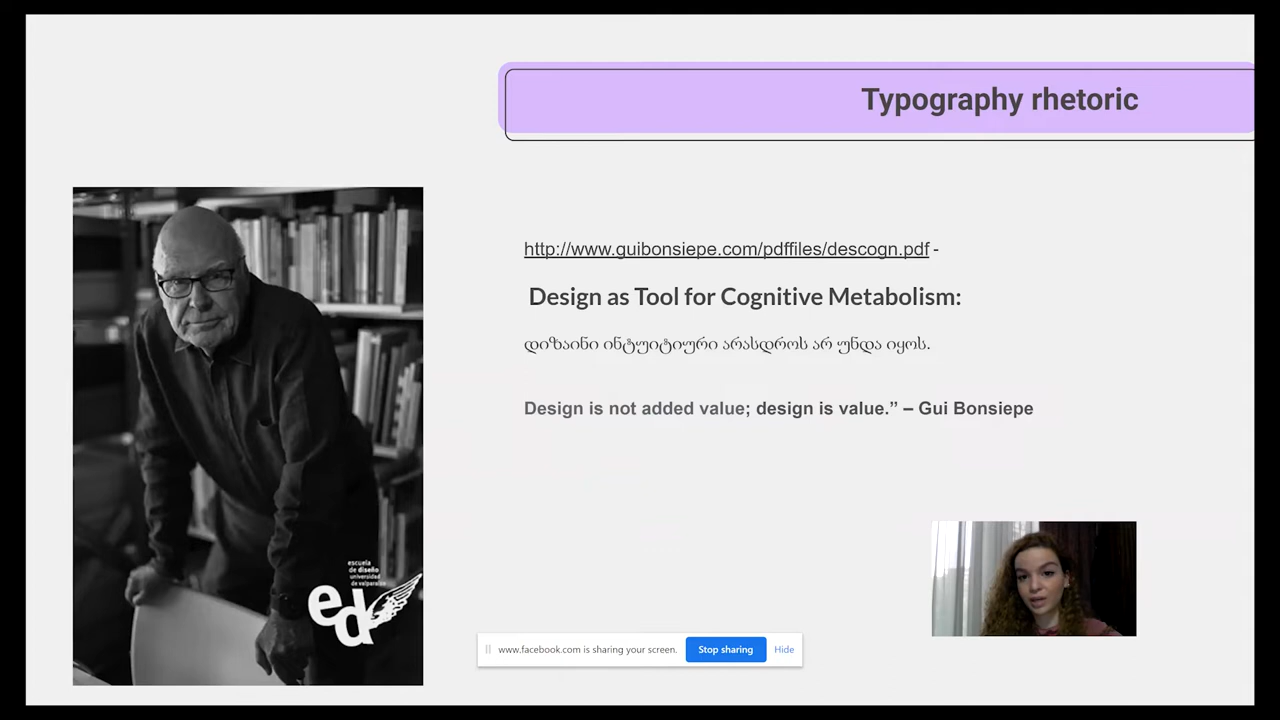 Typography rhetoric
http://www.guibonsiepe.com/pdffiles/descogn.pdf -
Design as Tool for Cognitive Metabolism:
დიზაინი ინტუიტიური არასდროს არ უნდა იყოს.
Design is not added value; design is value.” – Gui Bonsiepe
escuela
de diseño
universidad
de valparaíso
ed
www.facebook.com is sharing your screen.
Stop sharing
Hide